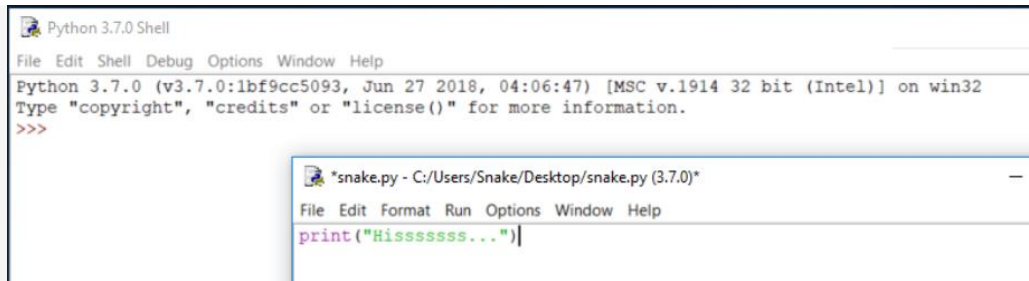 Python 3.7.0 Shell
File Edit Shell Debug Options Window Help
Python 3.7.0 (v3.7.0:1bf9cc5093, Jun 27 2018, 04:06:47) [MSC v.1914 32 bit (Intel)] on win32
Type "copyright", "credits" or "license()" for more information.
>>>
*snake.py - C:/Users/Snake/Desktop/snake.py (3.7.0)*
File Edit Format Run Options Window Help
print("Hisssssss...")